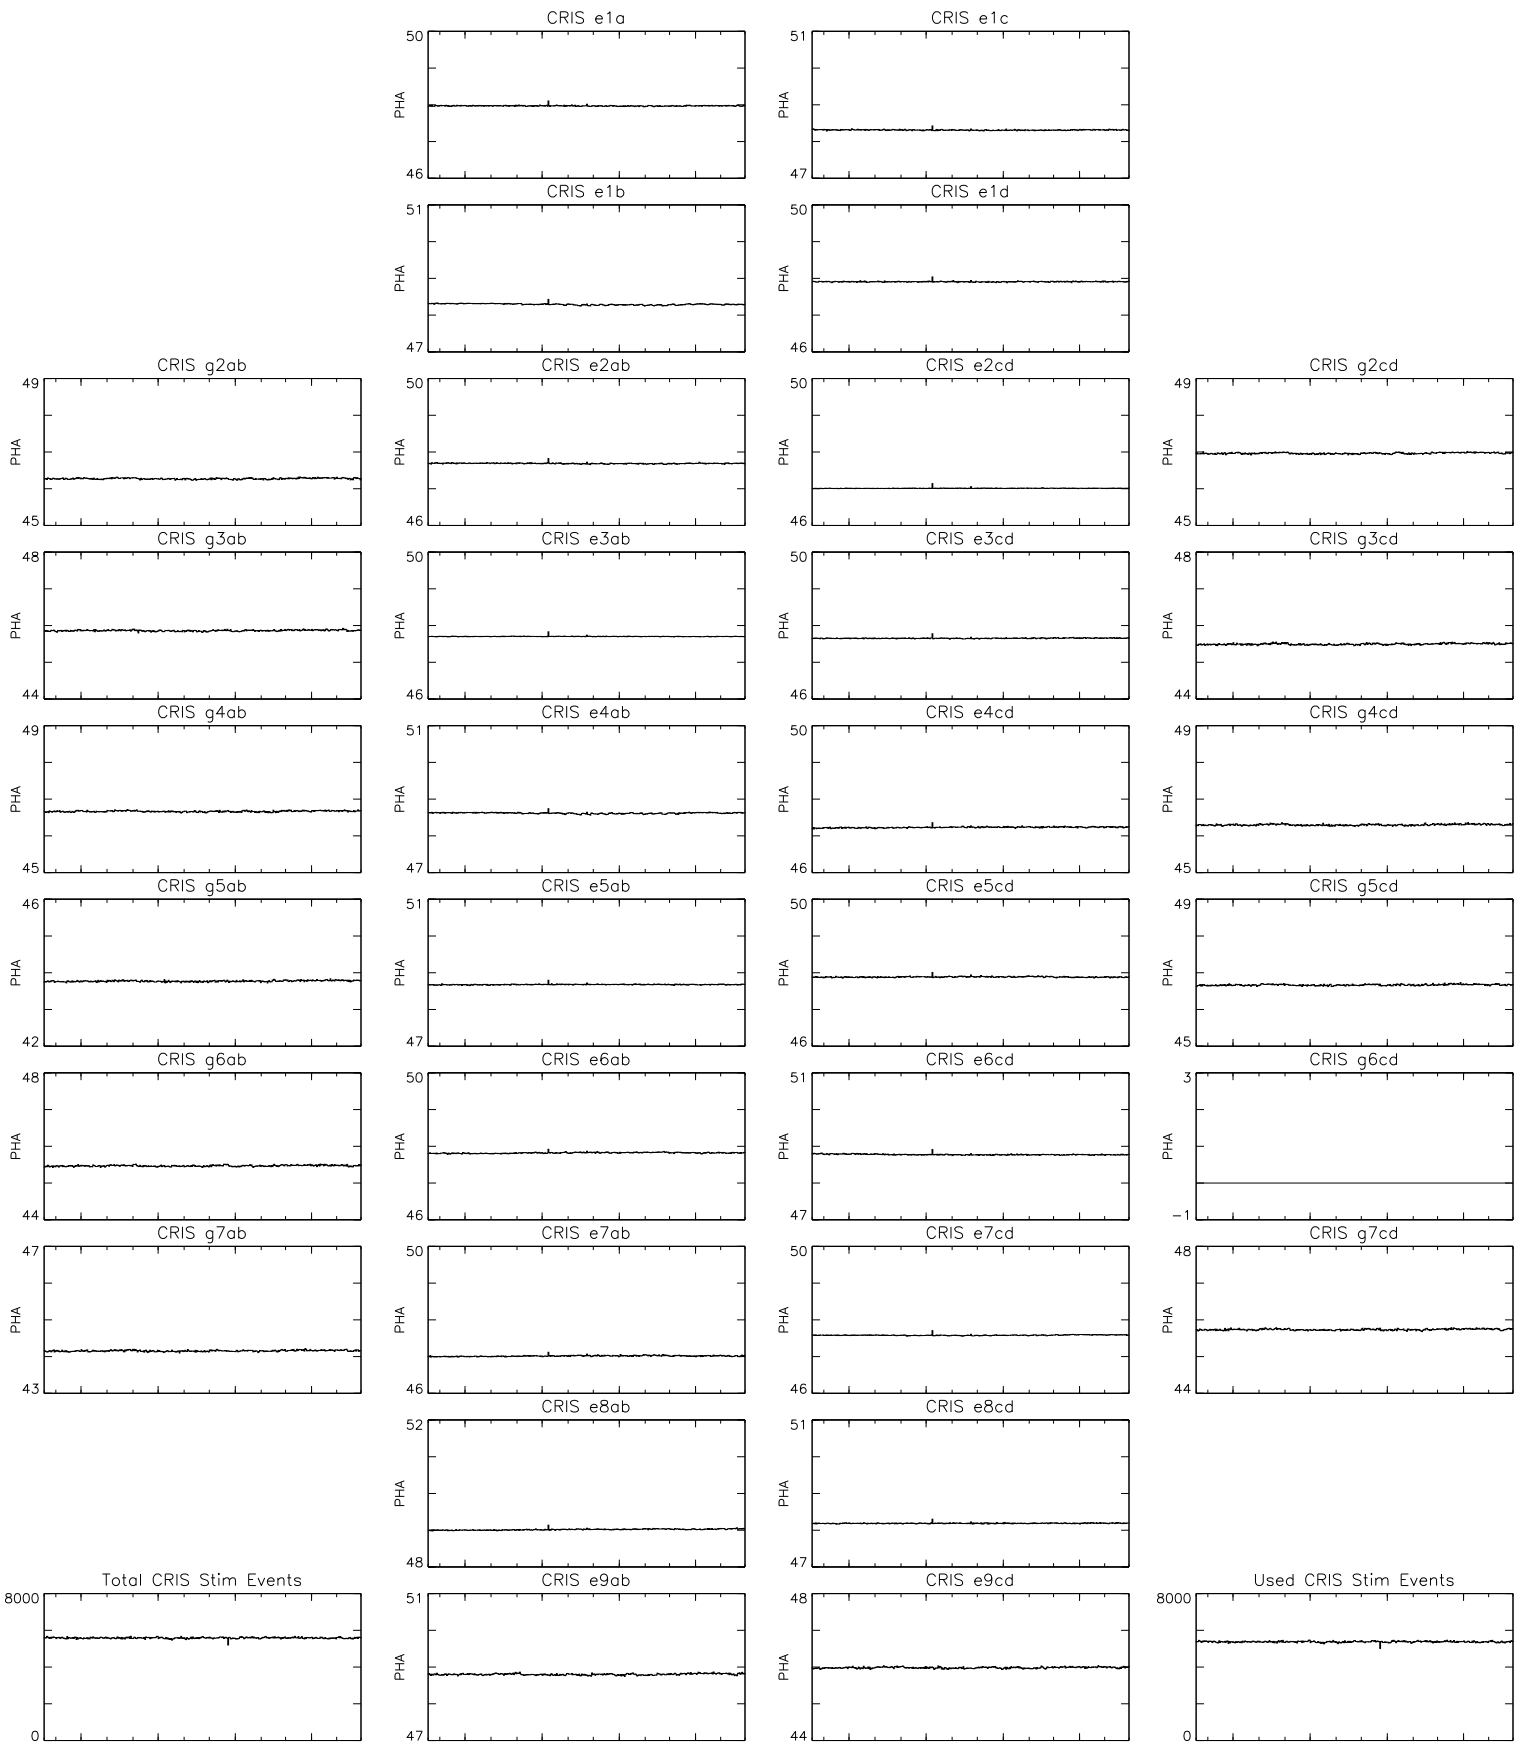 CRIS e1a
50
PHA
46
CRIS e1c
51
PHA
47
CRIS e1b
51
PHA
47
CRIS e1d
50
PHA
46
CRIS g2ab
49
PHA
45
CRIS e2ab
50
PHA
46
CRIS e2cd
50
PHA
46
CRIS g2cd
49
PHA
45
CRIS g3ab
48
PHA
44
CRIS e3ab
50
PHA
46
CRIS e3cd
50
PHA
46
CRIS g3cd
48
PHA
44
CRIS g4ab
49
PHA
45
CRIS e4ab
51
PHA
47
CRIS e4cd
50
PHA
46
CRIS g4cd
49
PHA
45
CRIS g5ab
46
PHA
42
CRIS e5ab
51
PHA
47
CRIS e5cd
50
PHA
46
CRIS g5cd
49
PHA
45
CRIS g6ab
48
PHA
44
CRIS e6ab
50
PHA
46
CRIS e6cd
51
PHA
47
CRIS g6cd
3
PHA
-1
CRIS g7ab
47
PHA
43
CRIS e7ab
50
PHA
46
CRIS e7cd
50
PHA
46
CRIS g7cd
48
PHA
44
CRIS e8ab
52
PHA
48
CRIS e8cd
51
PHA
47
Total CRIS Stim Events
8000
0
CRIS e9ab
51
PHA
47
CRIS e9cd
48
PHA
44
Used CRIS Stim Events
8000
0